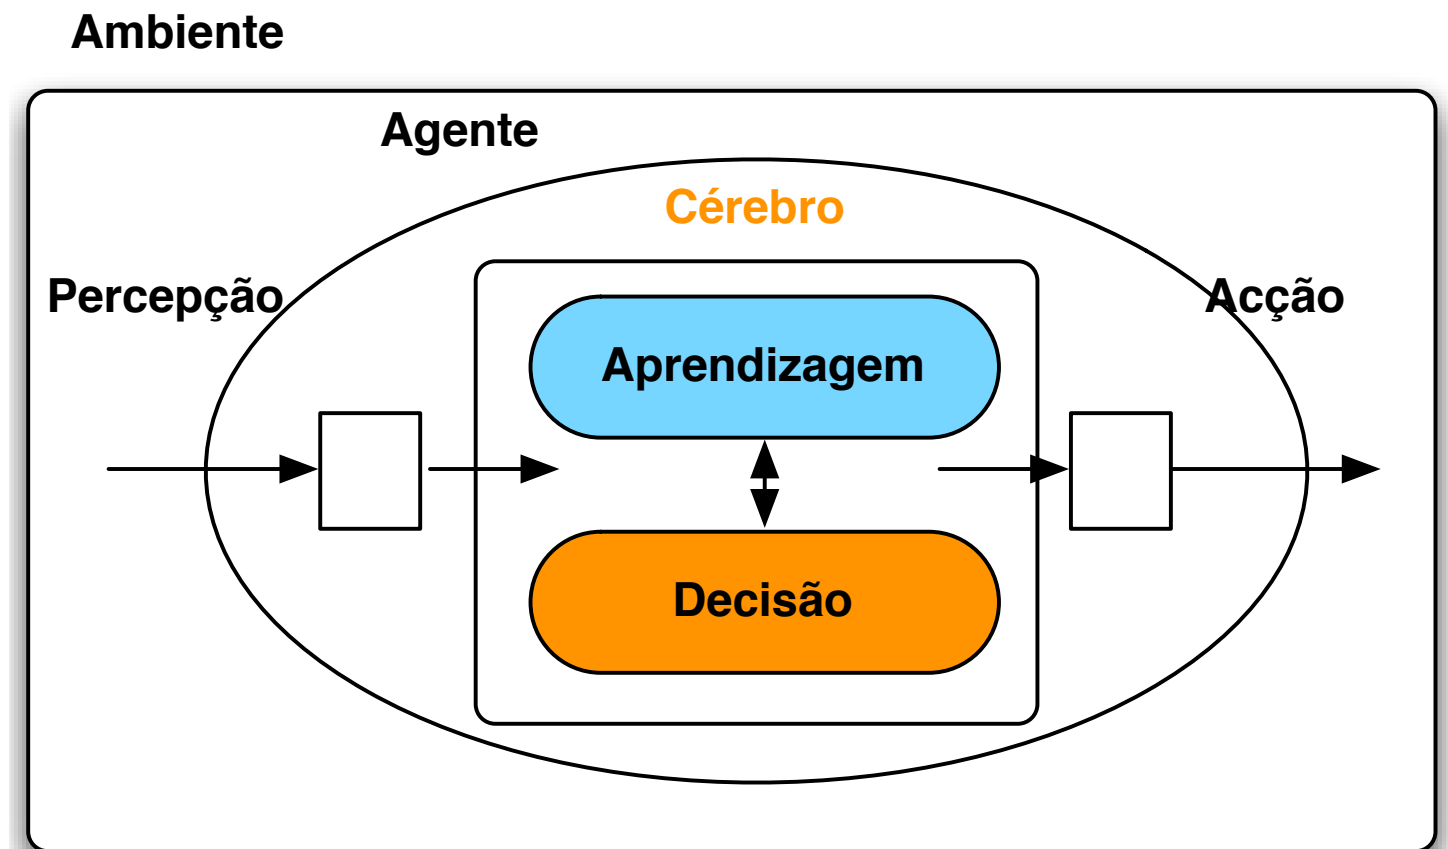 Ambiente
Agente
Cérebro
Percepção
Acção
Aprendizagem
Decisão